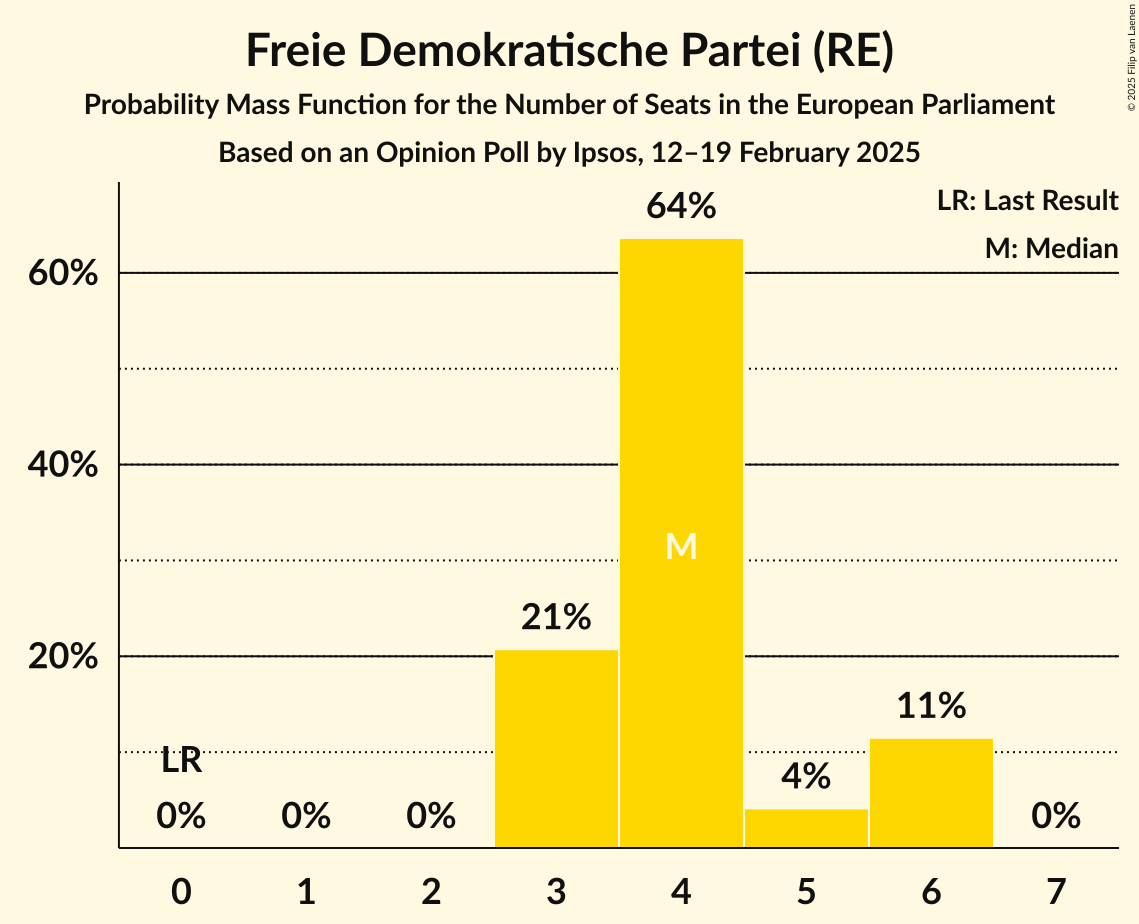 Freie Demokratische Partei (RE)
Probability Mass Function for the Number of Seats in the European Parliament
Based on an Opinion Poll by Ipsos, 12–19 February 2025
© 2025 Filip van Laenen
LR: Last Result
M: Median
64%
60%
40%
M
21%
20%
11%
LR
4%
0% 0% 0% 0%
0 1 2 3 4 5 6 7